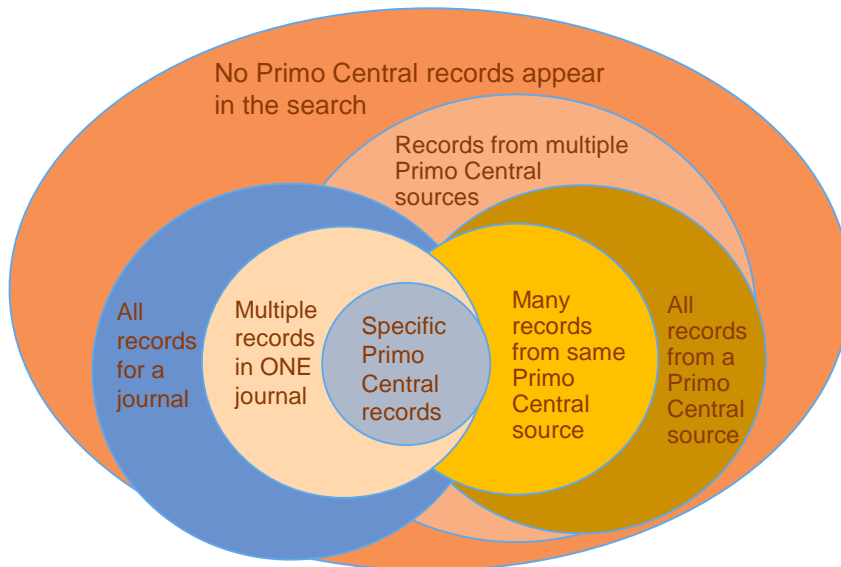 No Primo Central records appear
in the search
Records from multiple
Primo Central
sources
All
records
for a
journal
Multiple
records
in ONE
journal
Specific
Primo
Central
records
Many
records
from same
Primo
Central
source
All
records
from a
Primo
Central
source